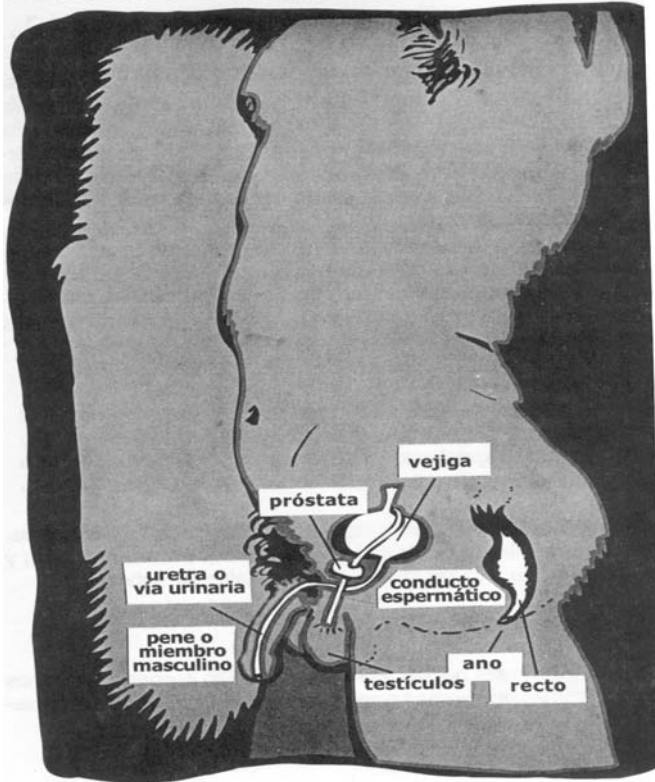 vejiga
próstata
uretra o
vía urinaria
conducto
espermático
pene o
miembro
masculino
ano
testículos
recto